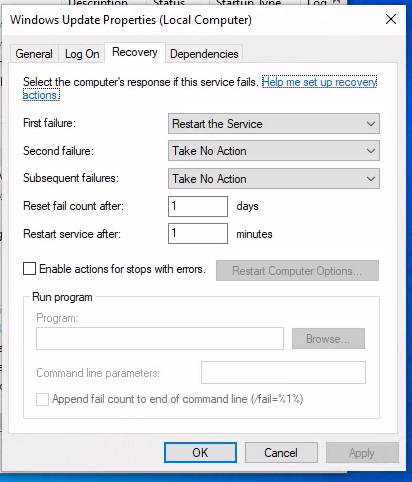 Description Status Startup Type Log
Windows Update Properties (Local Computer)
General Log On Recovery Dependencies
Select the computer's response if this service fails. Help me set up recovery
actions.
First failure: Restart the Service
Second failure: Take No Action
Subsequent failures: Take No Action
Reset fail count after: 1 days
Restart service after: 1 minutes
Enable actions for stops with errors. Restart Computer Options...
Run program
Program:
Browse...
Command line parameters:
Append fail count to end of command line (/fail=%1%)
OK Cancel Apply